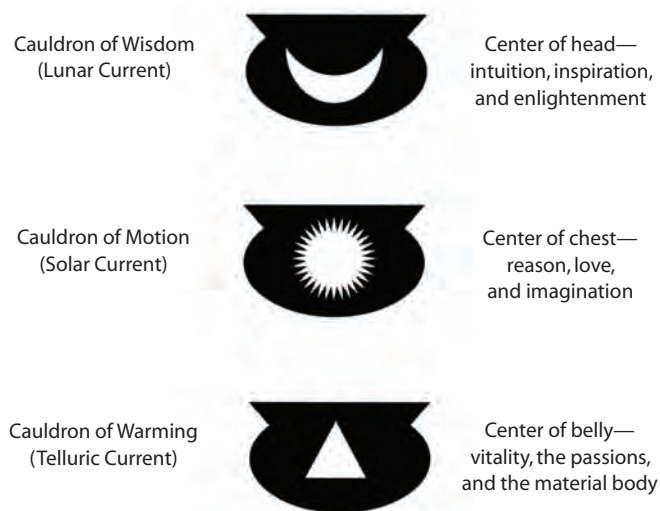 Cauldron of Wisdom
(Lunar Current)
Center of head—
intuition, inspiration,
and enlightenment
Cauldron of Motion
(Solar Current)
Center of chest—
reason, love,
and imagination
Cauldron of Warming
(Telluric Current)
Center of belly—
vitality, the passions,
and the material body